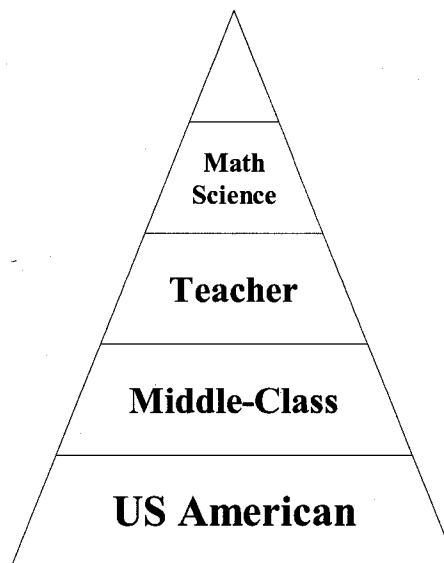 Math
Science
Teacher
Middle-Class
US American